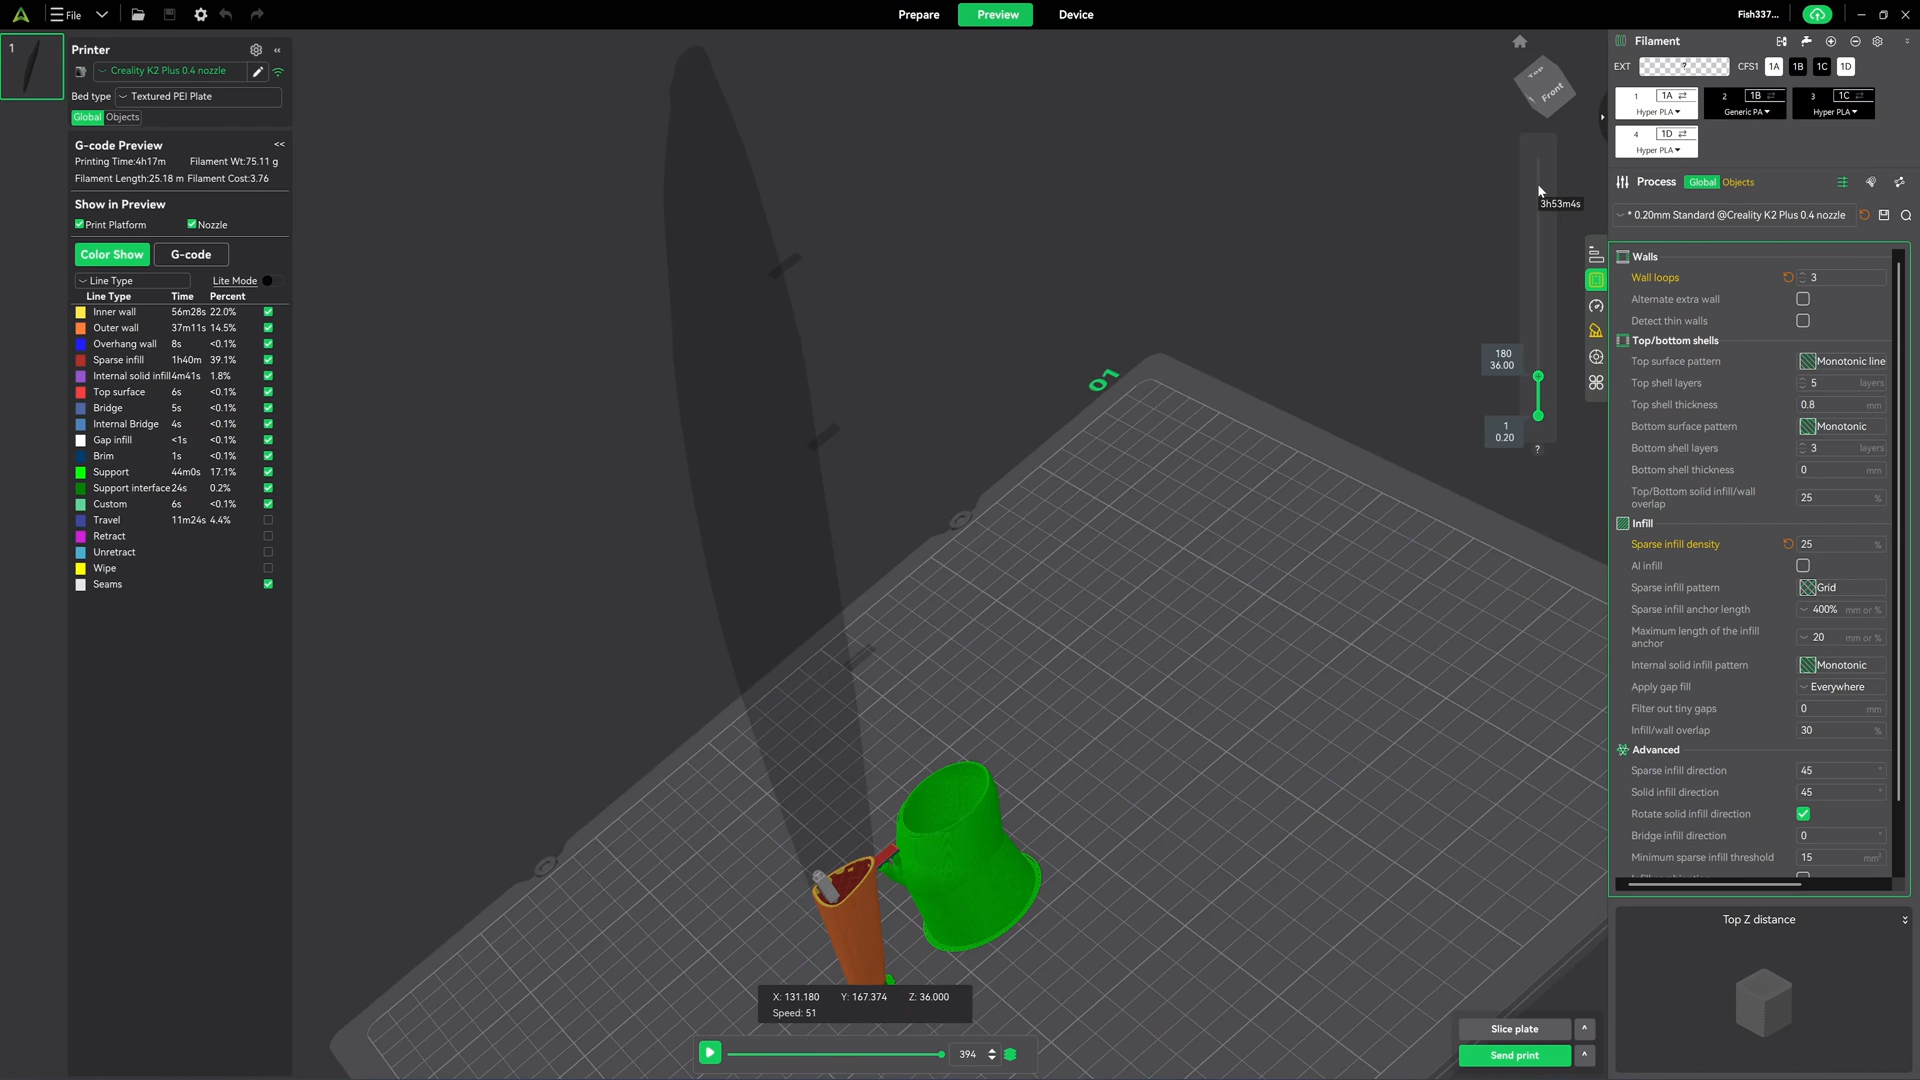 File
Prepare
Preview
Device
Fish337...
1
Printer
Creality K2 Plus 0.4 nozzle
Bed type
Textured PEI Plate
Global
Objects
G-code Preview
<<
Printing Time:4h17m
Filament Wt:75.11 g
Filament Length:25.18 m
Filament Cost:3.76
Show in Preview
Print Platform
Nozzle
Color Show
G-code
Line Type
Lite Mode
Line Type Time Percent
Inner wall 56m28s 22.0%
Outer wall 37m11s 14.5%
Overhang wall 8s <0.1%
Sparse infill 1h40m 39.1%
Internal solid infill 4m41s 1.8%
Top surface 6s <0.1%
Bridge 5s <0.1%
Internal Bridge 4s <0.1%
Gap infill <1s <0.1%
Brim 1s <0.1%
Support 44m0s 17.1%
Support interface 24s 0.2%
Custom 6s <0.1%
Travel 11m24s 4.4%
Retract
Unretract
Wipe
Seams
01
Top
Front
3h53m4s
180
36.00
1
0.20
?
X: 131.180 Y: 167.374 Z: 36.000
Speed: 51
394
Slice plate
Send print
Filament
EXT
?
CFS1
1A
1B
1C
1D
1 1A
Hyper PLA
2 1B
Generic PA
3 1C
Hyper PLA
4 1D
Hyper PLA
Process
Global
Objects
* 0.20mm Standard @Creality K2 Plus 0.4 nozzle
Walls
Wall loops 3
Alternate extra wall
Detect thin walls
Top/bottom shells
Top surface pattern Monotonic line
Top shell layers 5 layers
Top shell thickness 0.8 mm
Bottom surface pattern Monotonic
Bottom shell layers 3 layers
Bottom shell thickness 0 mm
Top/Bottom solid infill/wall
overlap 25 %
Infill
Sparse infill density 25 %
AI infill
Sparse infill pattern Grid
Sparse infill anchor length 400% mm or %
Maximum length of the infill
anchor 20 mm or %
Internal solid infill pattern Monotonic
Apply gap fill Everywhere
Filter out tiny gaps 0 mm
Infill/wall overlap 30 %
Advanced
Sparse infill direction 45 °
Solid infill direction 45 °
Rotate solid infill direction
Bridge infill direction 0 °
Minimum sparse infill threshold 15 mm²
Top Z distance